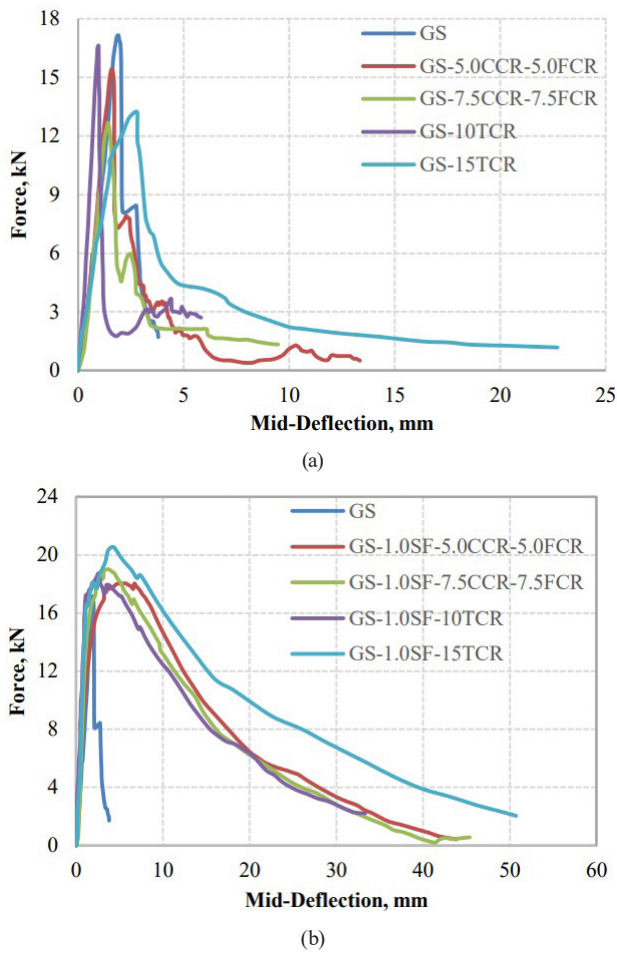 18
15
12
9
6
3
0
Force, kN
GS
GS-5.0CCR-5.0FCR
GS-7.5CCR-7.5FCR
GS-10TCR
GS-15TCR
0 5 10 15 20 25
Mid-Deflection, mm
(a)
24
20
16
12
8
4
0
Force, kN
GS
GS-1.0SF-5.0CCR-5.0FCR
GS-1.0SF-7.5CCR-7.5FCR
GS-1.0SF-10TCR
GS-1.0SF-15TCR
0 10 20 30 40 50 60
Mid-Deflection, mm
(b)